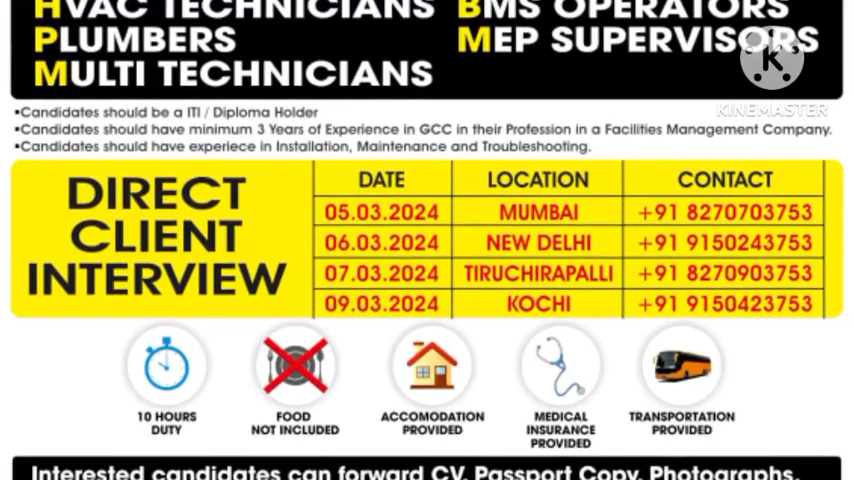 HVAC TECHNICIANS
BMS OPERATORS
PLUMBERS
MEP SUPERVISORS
MULTI TECHNICIANS
K
KINEMASTER
•Candidates should be a ITI / Diploma Holder
•Candidates should have minimum 3 Years of Experience in GCC in their Profession in a Facilities Management Company.
•Candidates should have experiece in Installation, Maintenance and Troubleshooting.
DIRECT
CLIENT
INTERVIEW
DATE LOCATION CONTACT
05.03.2024 MUMBAI +91 8270703753
06.03.2024 NEW DELHI +91 9150243753
07.03.2024 TIRUCHIRAPALLI +91 8270903753
09.03.2024 KOCHI +91 9150423753
10 HOURS
DUTY
FOOD
NOT INCLUDED
ACCOMODATION
PROVIDED
MEDICAL
INSURANCE
PROVIDED
TRANSPORTATION
PROVIDED
Interested candidates can forward CV, Passport Copy, Photographs,